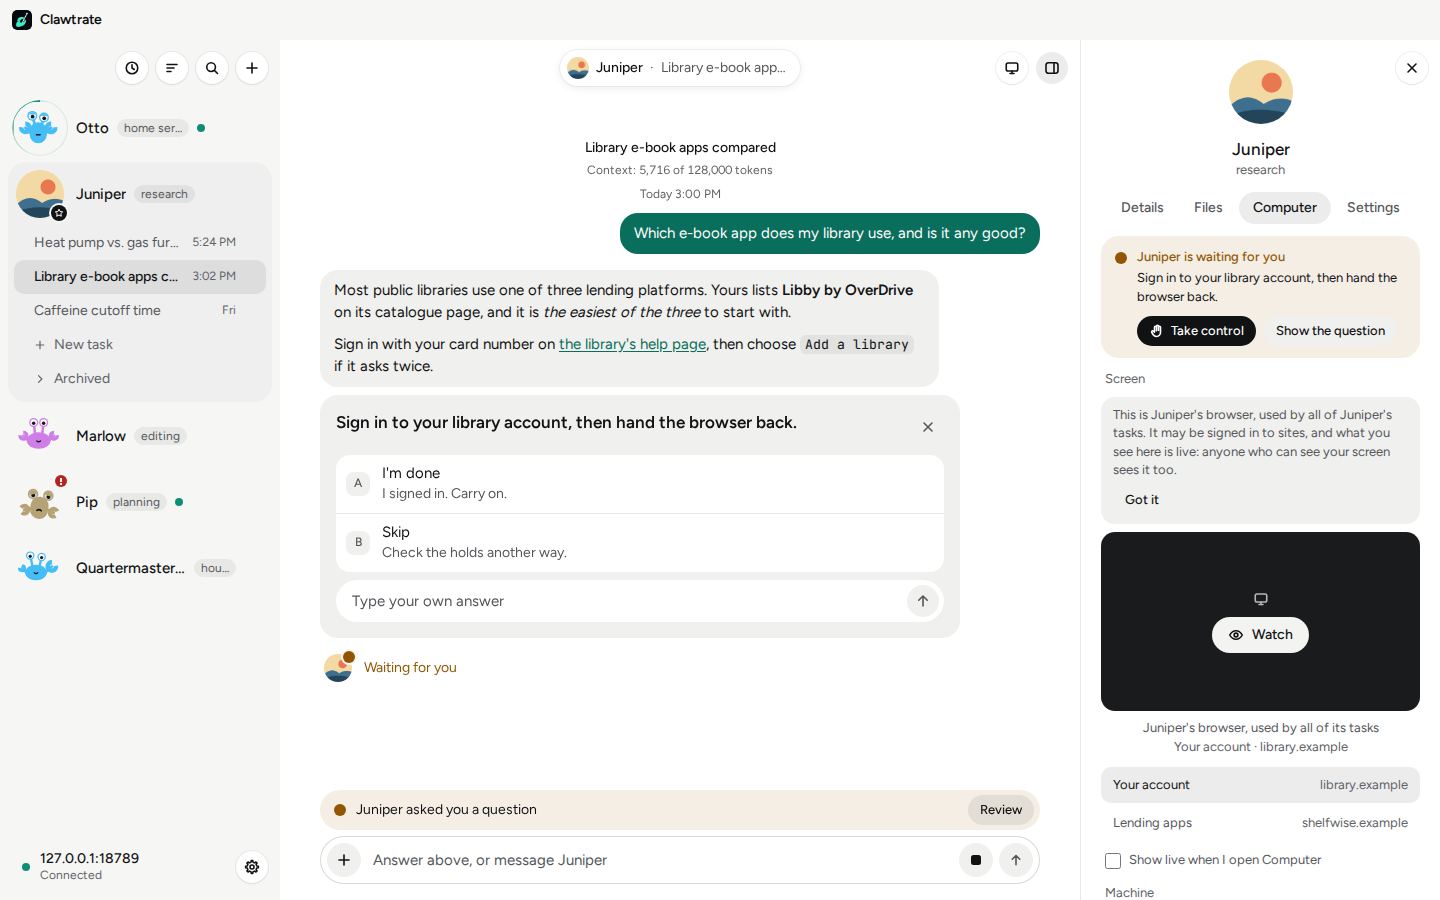 Clawtrate
Otto
home ser...
Juniper
research
Heat pump vs. gas fur...
5:24 PM
Library e-book apps c...
3:02 PM
Caffeine cutoff time
Fri
New task
Archived
Marlow
editing
Pip
planning
Quartermaster...
hou...
127.0.0.1:18789
Connected
Juniper · Library e-book app...
Library e-book apps compared
Context: 5,716 of 128,000 tokens
Today 3:00 PM
Which e-book app does my library use, and is it any good?
Most public libraries use one of three lending platforms. Yours lists Libby by OverDrive
on its catalogue page, and it is the easiest of the three to start with.
Sign in with your card number on the library's help page, then choose Add a library
if it asks twice.
Sign in to your library account, then hand the browser back.
A
I'm done
I signed in. Carry on.
B
Skip
Check the holds another way.
Type your own answer
Waiting for you
Juniper asked you a question
Review
Answer above, or message Juniper
Juniper
research
Details
Files
Computer
Settings
Juniper is waiting for you
Sign in to your library account, then hand the
browser back.
Take control
Show the question
Screen
This is Juniper's browser, used by all of Juniper's
tasks. It may be signed in to sites, and what you
see here is live: anyone who can see your screen
sees it too.
Got it
Watch
Juniper's browser, used by all of its tasks
Your account · library.example
Your account
library.example
Lending apps
shelfwise.example
Show live when I open Computer
Machine